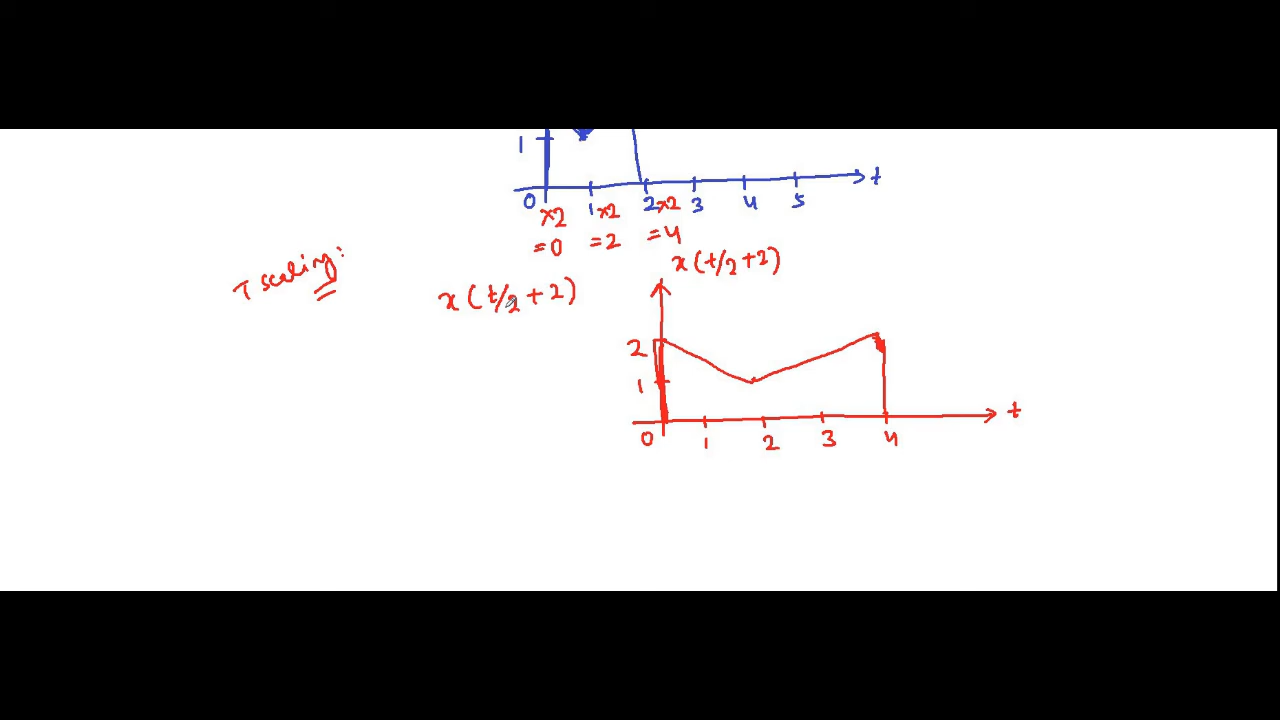 1
t
0 1 2 3 4 5
×2 ×2 ×2
=0 =2 =4
T scaling:
x(t/2+2)
x(t/2+2)
2
1
t
0 1 2 3 4